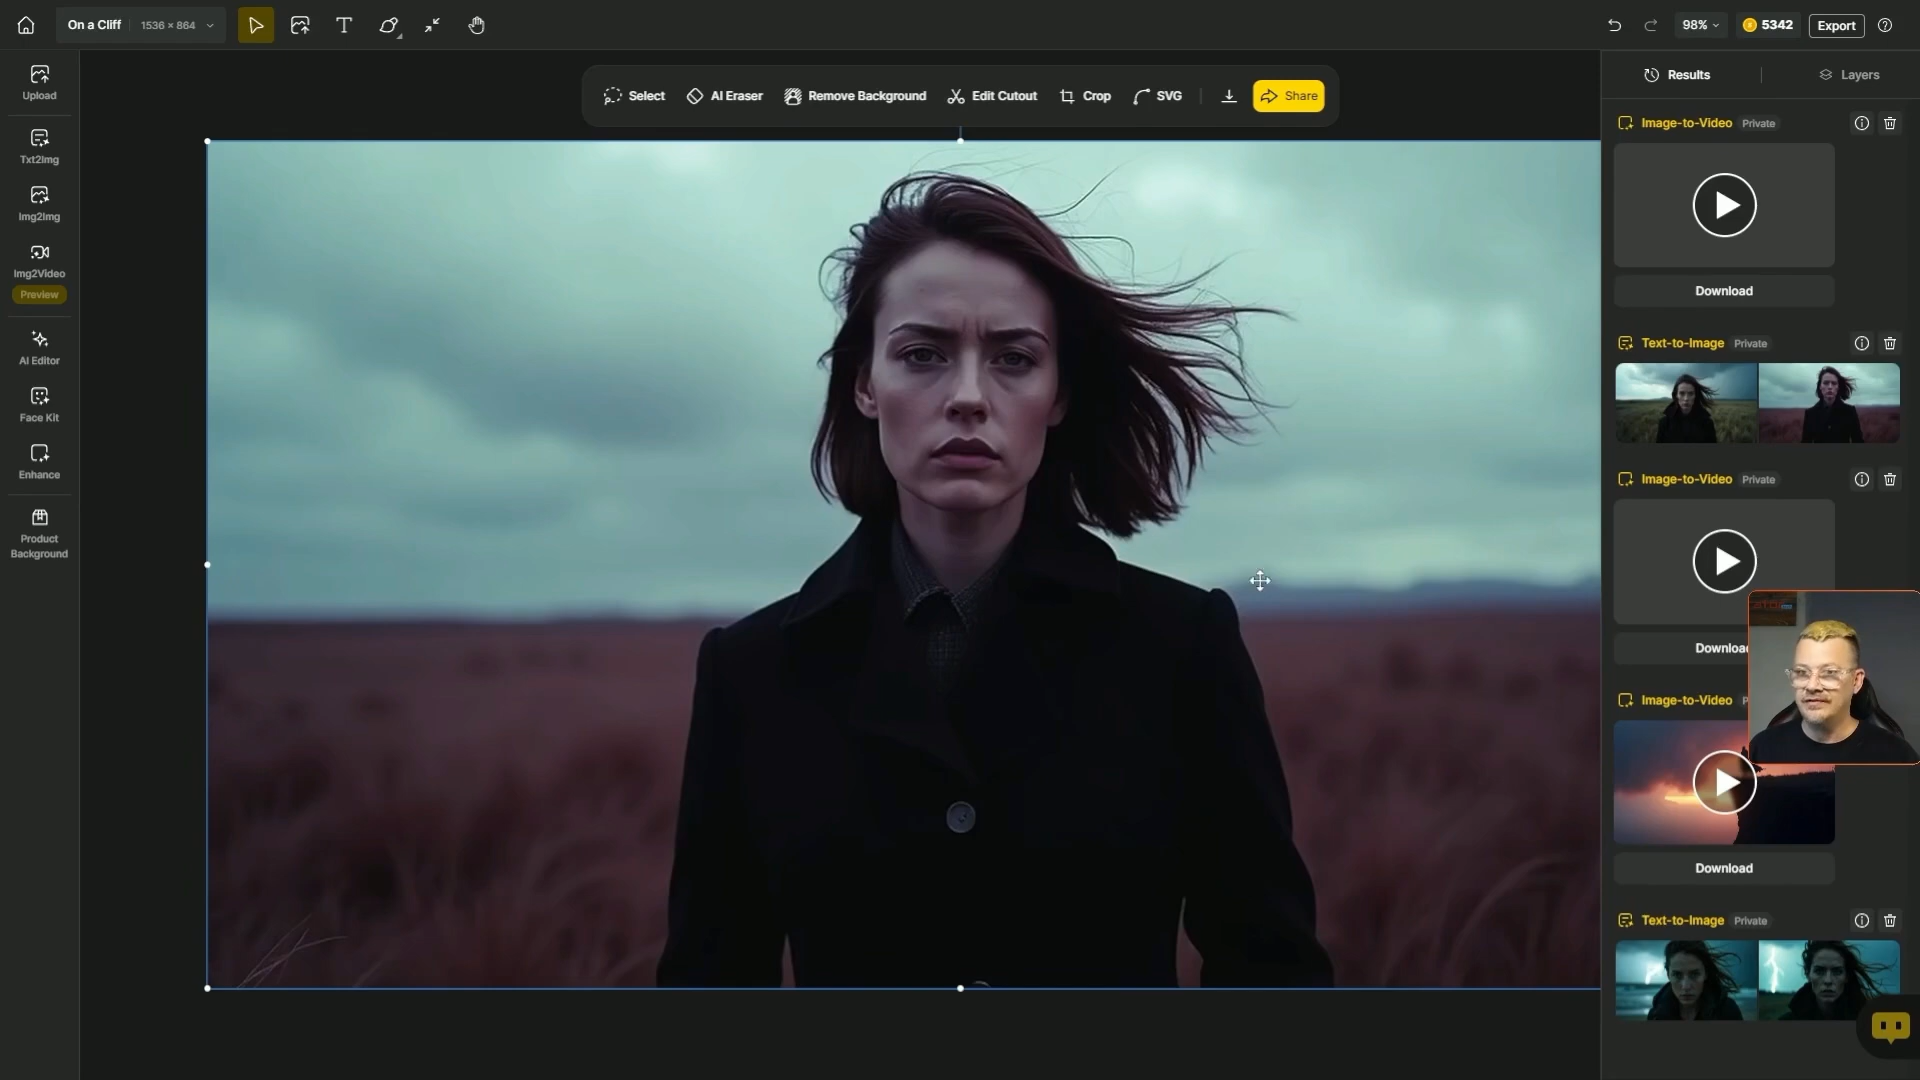 On a Cliff 1536 × 864
98% 5342 Export
Upload
Txt2Img
Img2Img
Img2Video
Preview
AI Editor
Face Kit
Enhance
Product
Background
Select AI Eraser Remove Background Edit Cutout Crop SVG Share
Results Layers
Image-to-Video Private
Download
Text-to-Image Private
Image-to-Video Private
Image-to-Video
Download
Text-to-Image Private